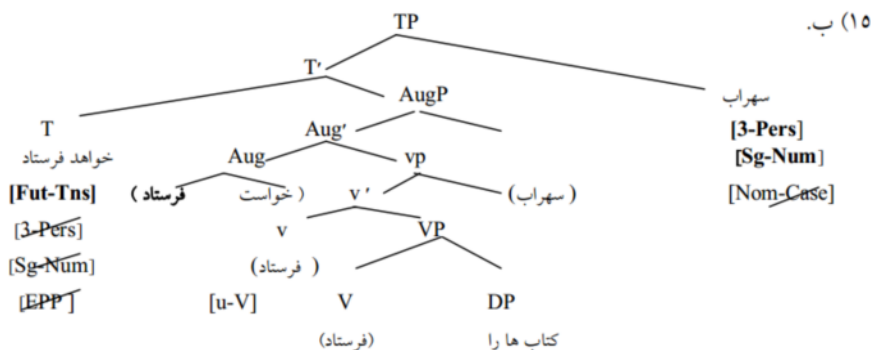 ۱۵) ب.
TP
T'
AugP
سهراب
T
Aug'
[3-Pers]
خواهد فرستاد
Aug
vp
[Sg-Num]
[Fut-Tns]
(خواست
فرستاد)
v'
(سهراب)
[Nom-Case]
[3-Pers]
v
VP
[Sg-Num]
(فرستاد)
[EPP]
[u-V]
V
DP
(فرستاد)
کتاب ها را